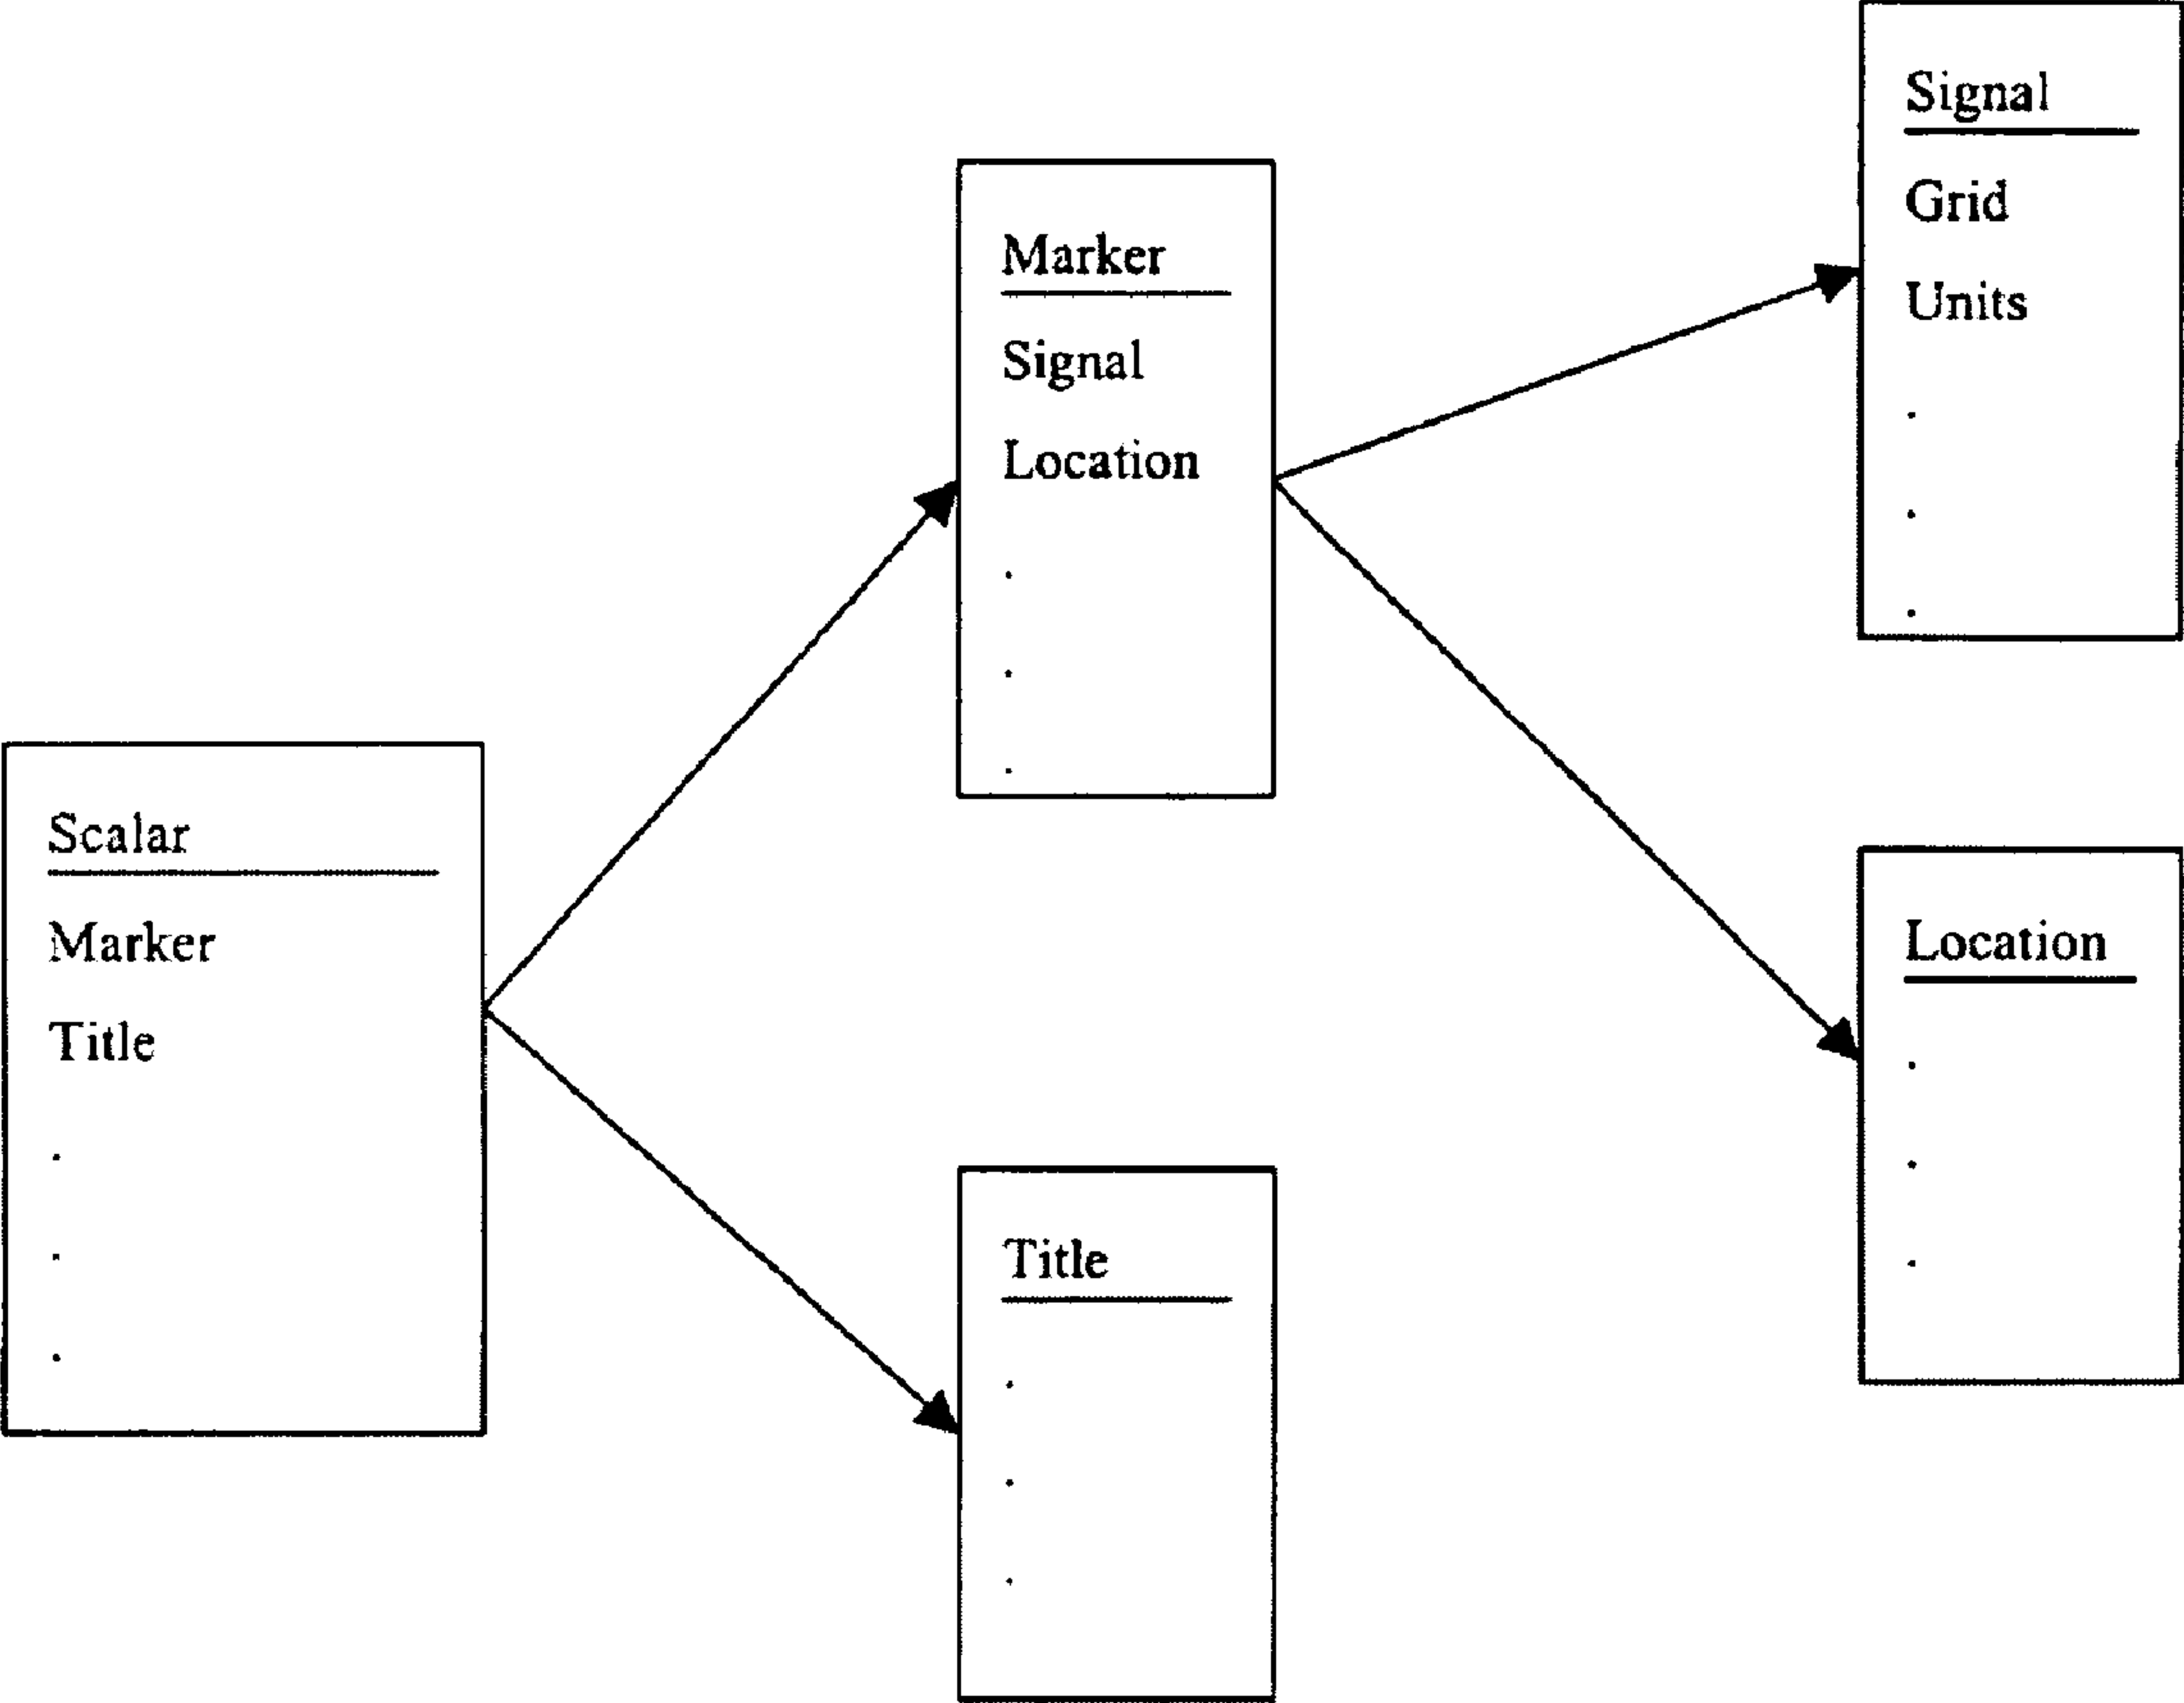 Scalar
Marker
Title
.
.
.
Marker
Signal
Location
.
.
.
Title
.
.
.
Signal
Grid
Units
.
.
.
Location
.
.
.